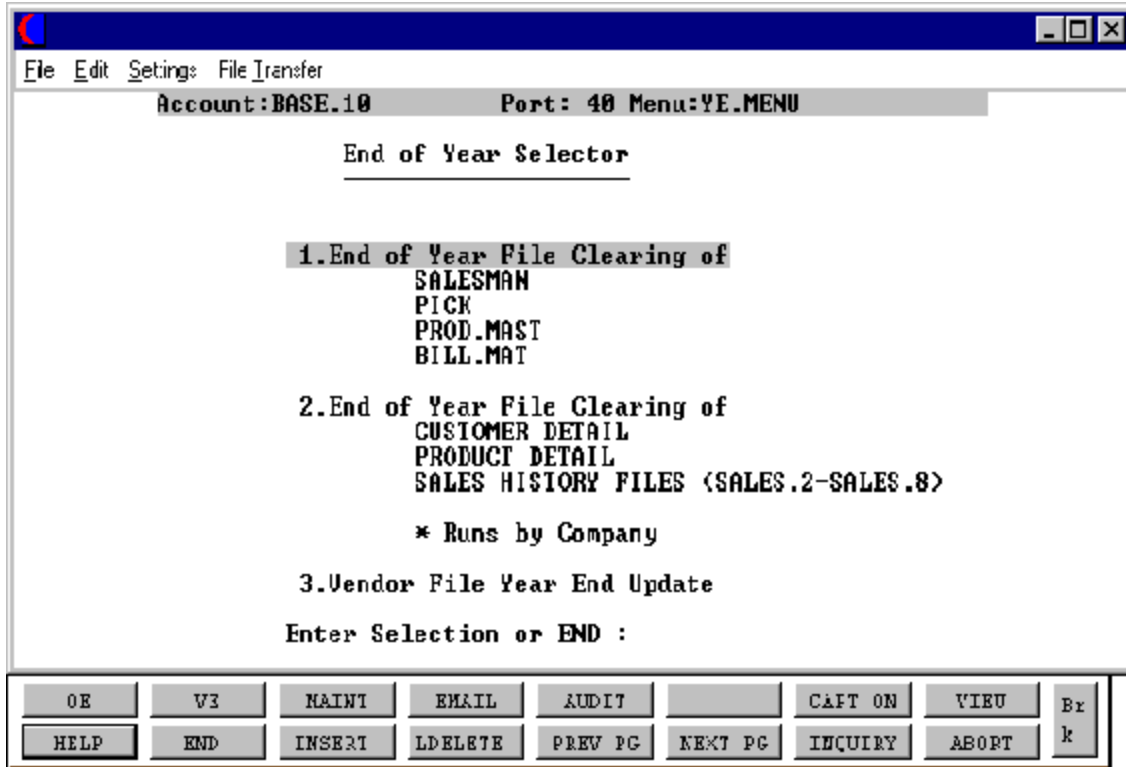 File Edit Settings File Transfer
Account:BASE.10 Port: 40 Menu:YE.MENU
End of Year Selector
1.End of Year File Clearing of
SALESMAN
PICK
PROD.MAST
BILL.MAT
2.End of Year File Clearing of
CUSTOMER DETAIL
PRODUCT DETAIL
SALES HISTORY FILES (SALES.2-SALES.8)
* Runs by Company
3.Vendor File Year End Update
Enter Selection or END :
OE V3 MAINT EMAIL AUDIT CAPT ON VIEW Brk
HELP END INSERT LDELETE PREV PG NEXT PG INQUIRY ABORT